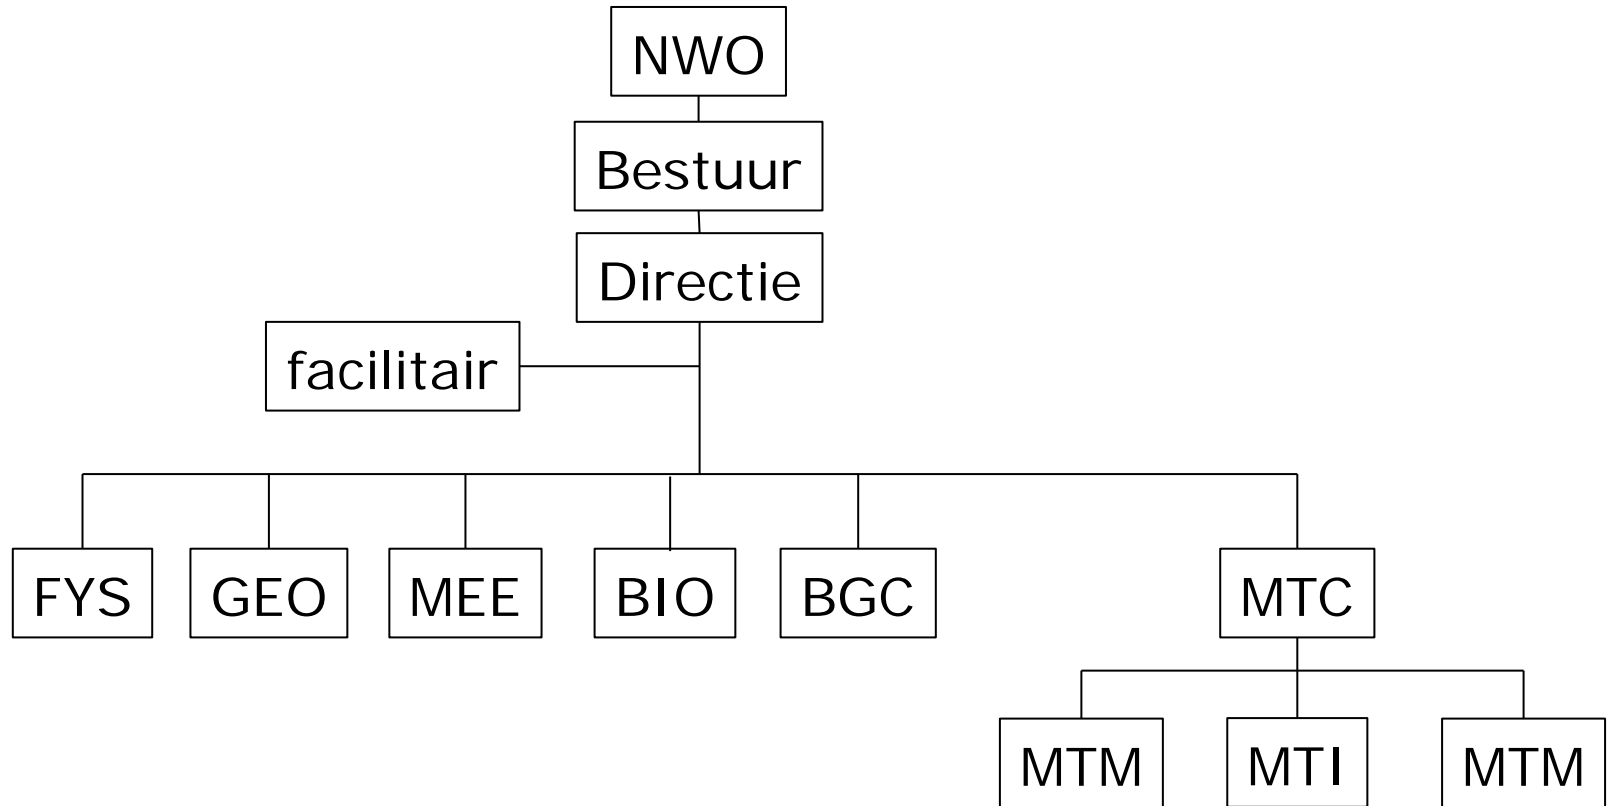 NWO
Bestuur
Directie
facilitair
FYS
GEO
MEE
BIO
BGC
MTC
MTM
MTI
MTM